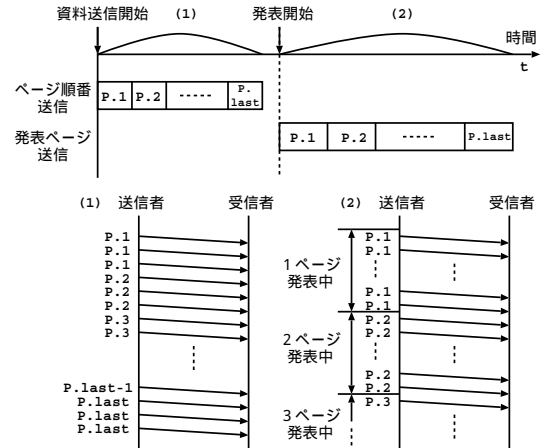 資料送信開始 (1) 発表開始 (2)
時間
t
ページ順番
送信
P.1 P.2 P.
last
発表ページ
送信
P.1 P.2 P.last
(1) 送信者 受信者
P.1
P.1
P.1
P.2
P.2
P.2
P.3
P.3
P.last-1
P.last
P.last
P.last
(2) 送信者 受信者
P.1
P.1
1ページ
発表中
P.1
P.1
P.2
P.2
2ページ
発表中
P.2
P.2
P.3
3ページ
発表中